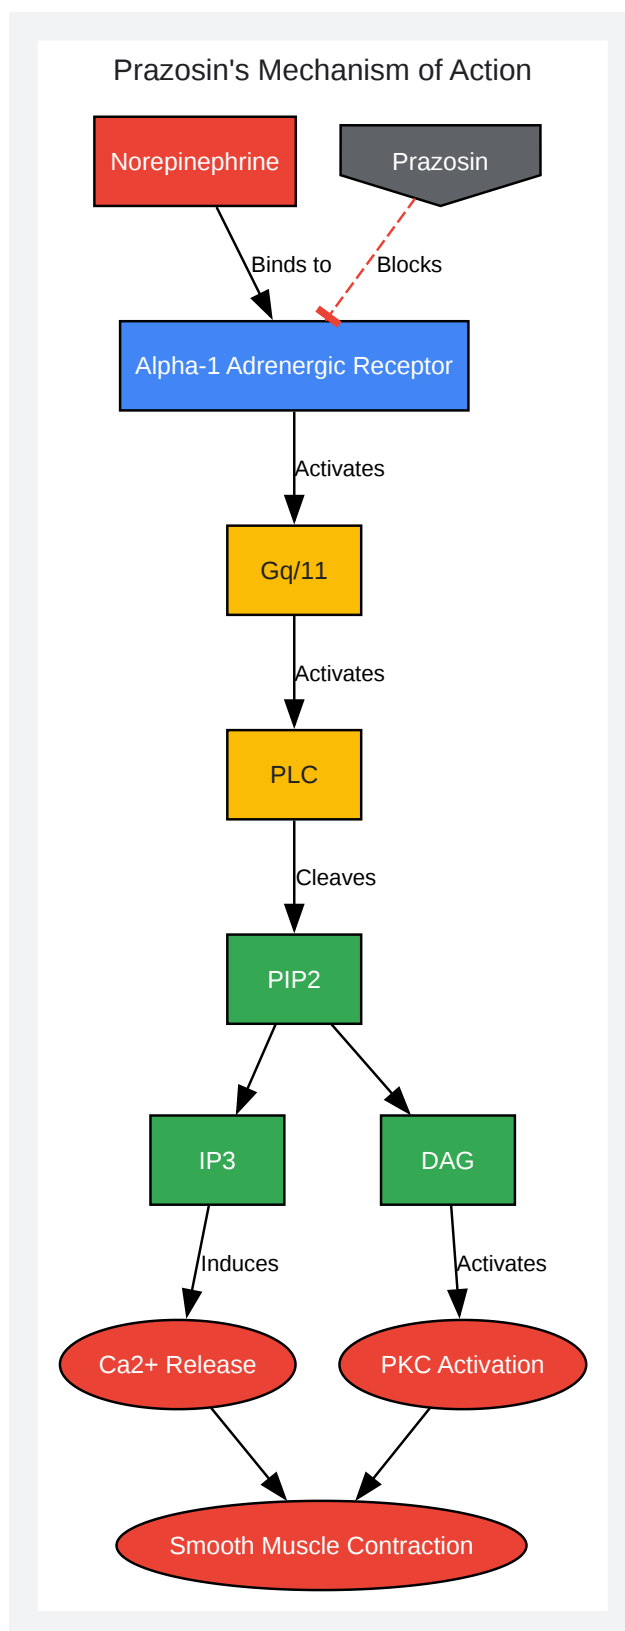 Prazosin's Mechanism of Action
Norepinephrine
Prazosin
Binds to
Blocks
Alpha-1 Adrenergic Receptor
Activates
Gq/11
Activates
PLC
Cleaves
PIP2
IP3
DAG
Induces
Activates
Ca2+ Release
PKC Activation
Smooth Muscle Contraction